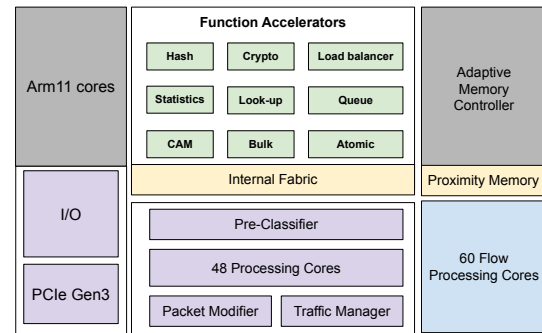 Function Accelerators
Hash
Crypto
Load balancer
Statistics
Look-up
Queue
CAM
Bulk
Atomic
Arm11 cores
Adaptive
Memory
Controller
Internal Fabric
Proximity Memory
I/O
PCIe Gen3
Pre-Classifier
48 Processing Cores
Packet Modifier
Traffic Manager
60 Flow
Processing Cores